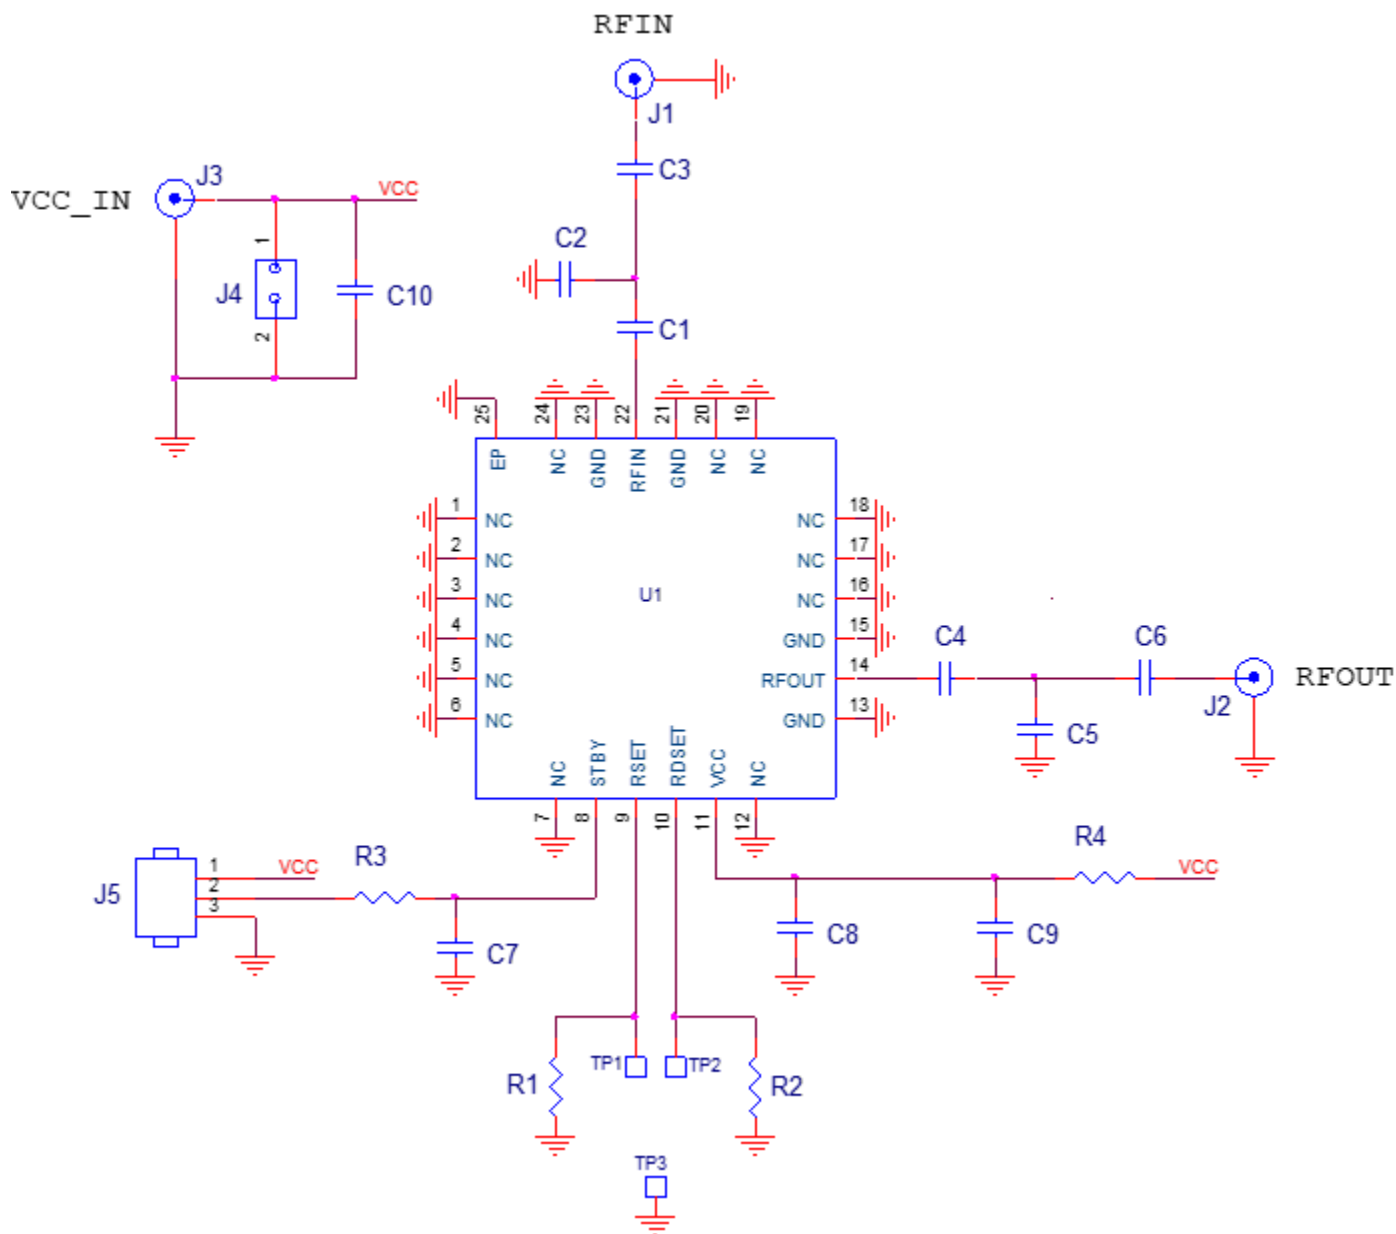 RFIN
J1
C3
J3
VCC
VCC_IN
C2
1
J4
C10
2
C1
25 24 23 22 21 20 19
EP NC GND RFIN GND NC NC
1 NC
NC 18
2 NC
NC 17
3 NC
NC 16
U1
4 NC
GND 15
C4
C6
5 NC
RFOUT 14
RFOUT
J2
6 NC
GND 13
C5
NC STBY RSET RDSET VCC NC
7 8 9 10 11 12
R3
R4
J5
1
VCC
VCC
2
3
C7
C8
C9
R1
TP1
TP2
R2
TP3